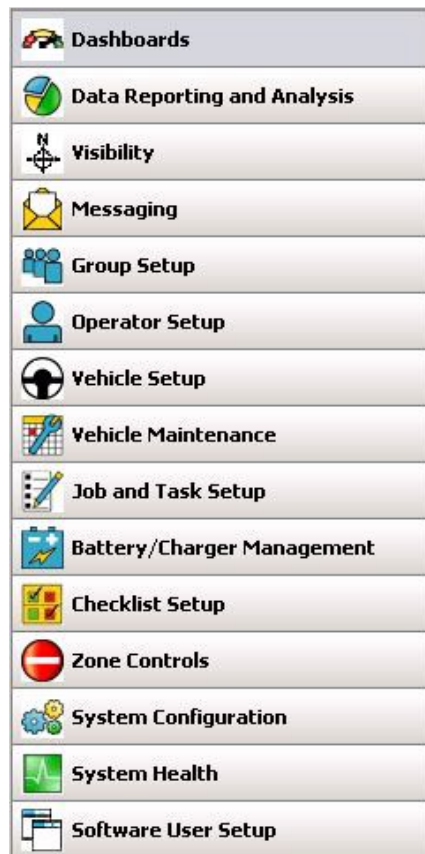 Dashboards
Data Reporting and Analysis
N
Visibility
Messaging
Group Setup
Operator Setup
Vehicle Setup
Vehicle Maintenance
Job and Task Setup
Battery/Charger Management
Checklist Setup
Zone Controls
System Configuration
System Health
Software User Setup